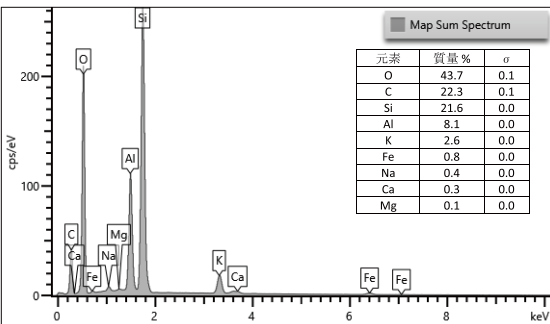 Map Sum Spectrum
元素 質量 % σ
O 43.7 0.1
C 22.3 0.1
Si 21.6 0.0
Al 8.1 0.0
K 2.6 0.0
Fe 0.8 0.0
Na 0.4 0.0
Ca 0.3 0.0
Mg 0.1 0.0
Si
O
Al
C
Ca
Fe
Na
Mg
K
Ca
Fe
Fe
cps/eV
200
100
0
0 2 4 6 8 keV